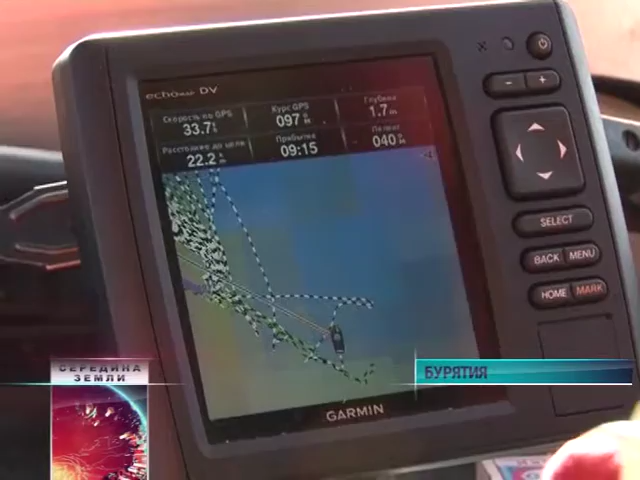 echoMAP DV
Скорость по GPS
Курс GPS
Глубина
33.7
097
1.7
Расстояние до цели
Прибытие
Пеленг
22.2
09:15
040
− +
SELECT
BACK MENU
HOME MARK
GARMIN
СЕРЕДИНА
ЗЕМЛИ
БУРЯТИЯ